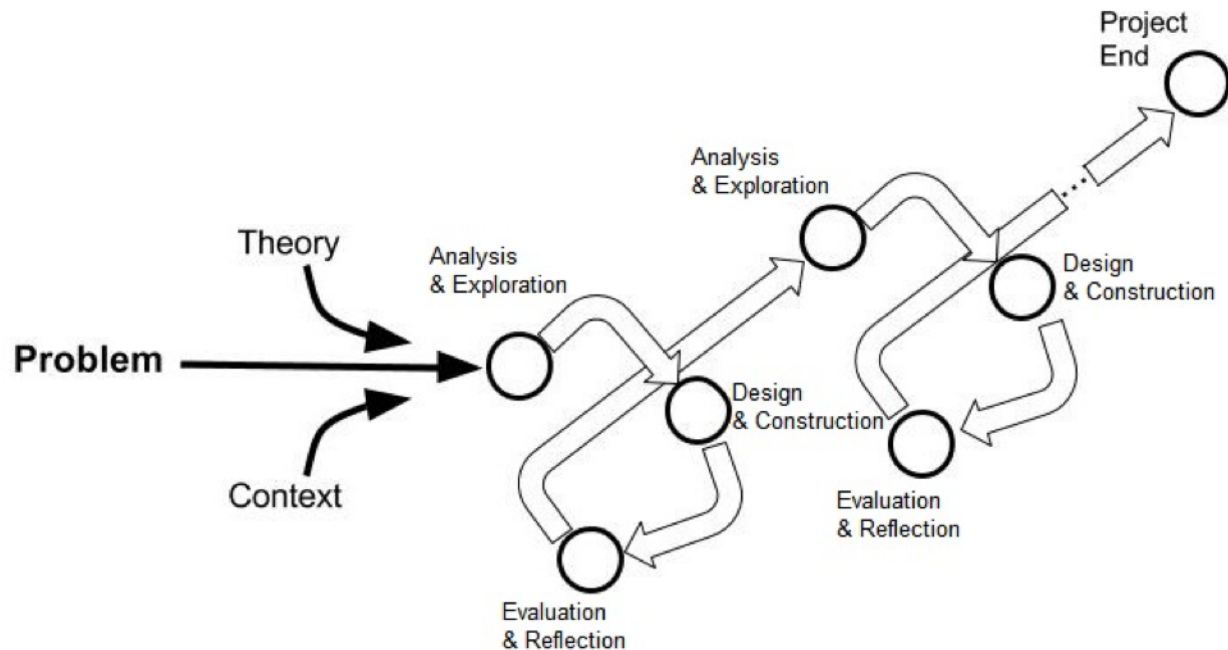 Project
End
Analysis
& Exploration
Theory
Analysis
& Exploration
Design
& Construction
Problem
Design
& Construction
Context
Evaluation
& Reflection
Evaluation
& Reflection